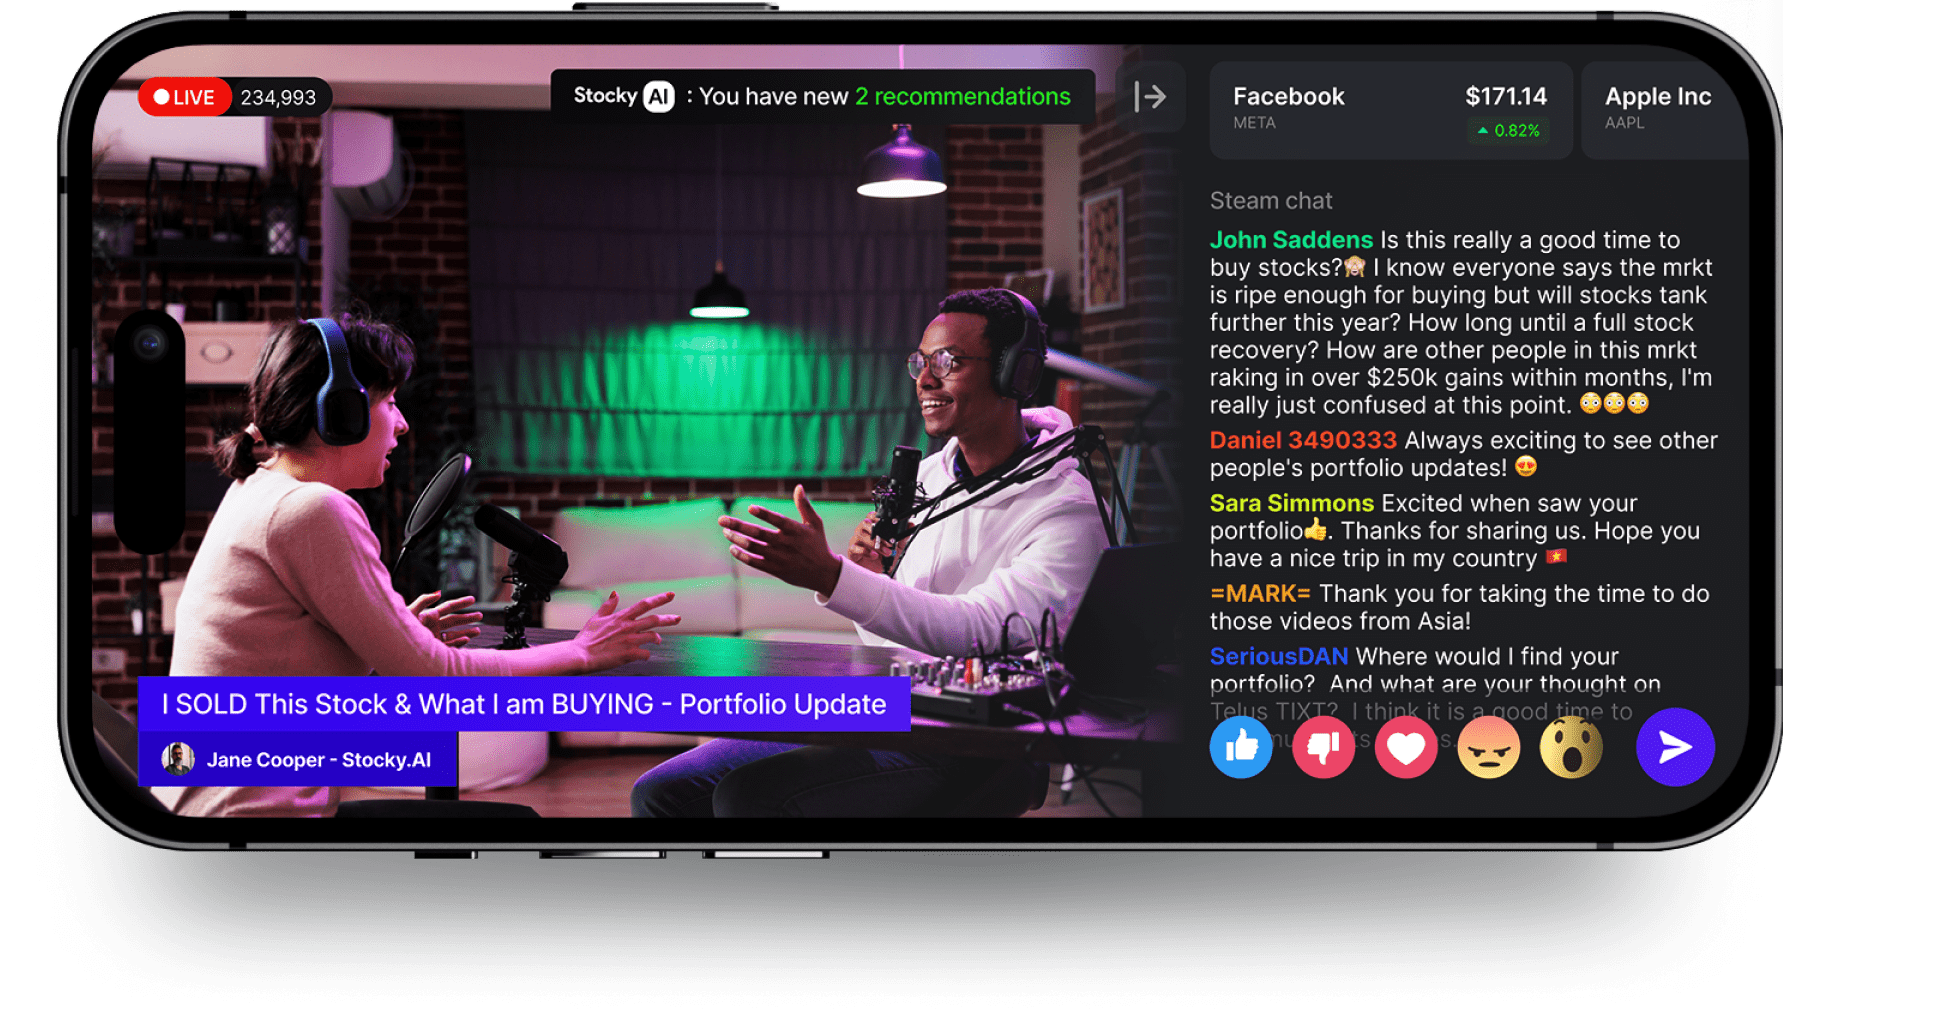 LIVE 234,993
Stocky AI : You have new 2 recommendations
Facebook $171.14
META 0.82%
Apple Inc
AAPL
Steam chat
John Saddens Is this really a good time to
buy stocks?🙈 I know everyone says the mrkt
is ripe enough for buying but will stocks tank
further this year? How long until a full stock
recovery? How are other people in this mrkt
raking in over $250k gains within months, I'm
really just confused at this point. 😳😳😳
Daniel 3490333 Always exciting to see other
people's portfolio updates! 😍
Sara Simmons Excited when saw your
portfolio👍. Thanks for sharing us. Hope you
have a nice trip in my country 🇻🇳
=MARK= Thank you for taking the time to do
those videos from Asia!
SeriousDAN Where would I find your
portfolio? And what are your thought on
Telus TIXT? I think it is a good time to
I SOLD This Stock & What I am BUYING - Portfolio Update
Jane Cooper - Stocky.AI